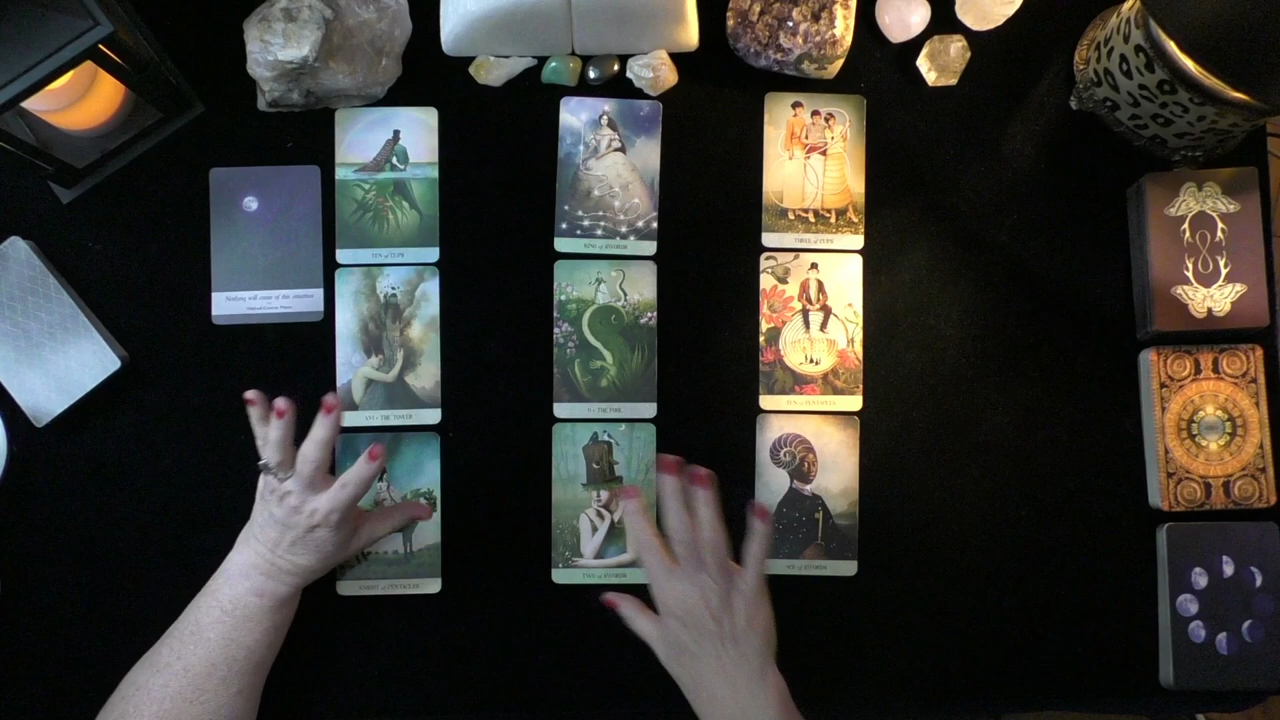 TEN of CUPS
KING of SWORDS
THREE of CUPS
Nothing will come of this situation
XVI • THE TOWER
0 • THE FOOL
TEN of PENTACLES
KNIGHT of PENTACLES
TWO of SWORDS
ACE of SWORDS